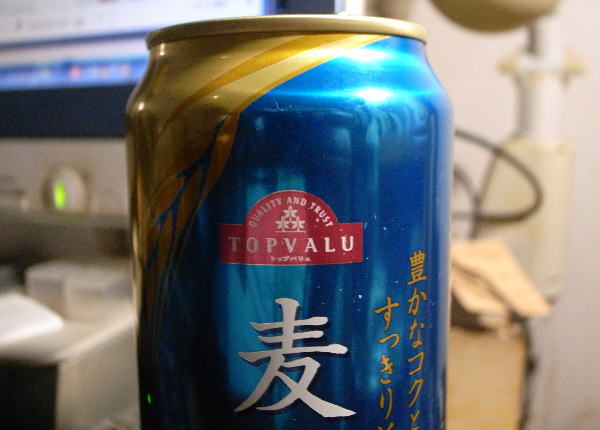 QUALITY AND TRUST
TOPVALU
トップバリュ
麦
豊かなコクと
すっきり